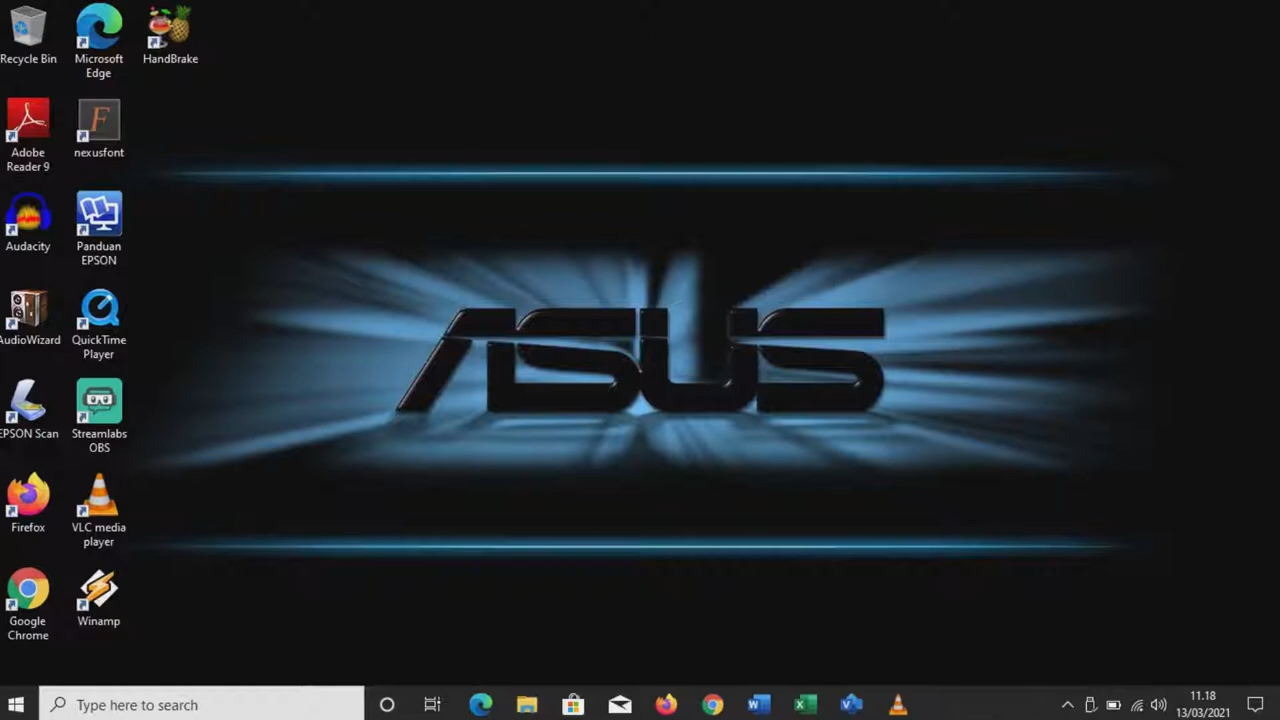 Recycle Bin
Microsoft
Edge
HandBrake
Adobe
Reader 9
nexusfont
Audacity
Panduan
EPSON
AudioWizard
QuickTime
Player
EPSON Scan
Streamlabs
OBS
Firefox
VLC media
player
Google
Chrome
Winamp
ASUS
Type here to search
11.18
13/03/2021